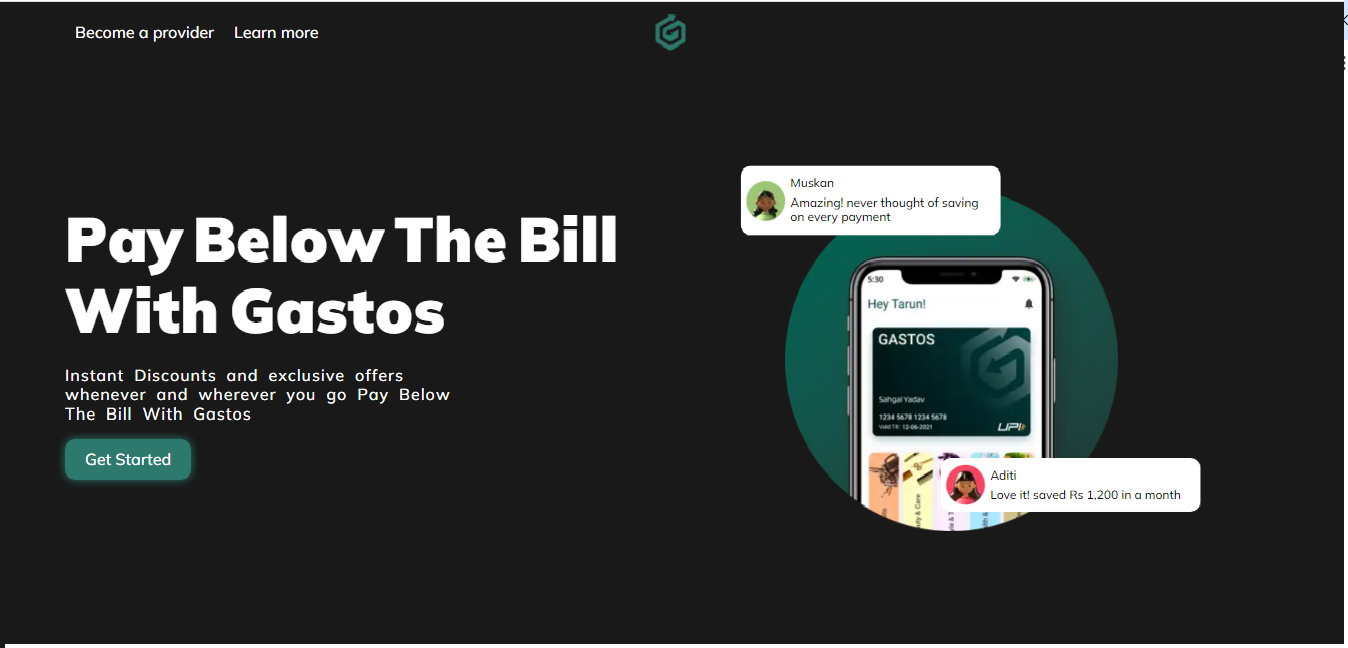 Become a provider Learn more
Muskan
Amazing! never thought of saving
on every payment
Pay Below The Bill
With Gastos
Instant Discounts and exclusive offers
whenever and wherever you go Pay Below
The Bill With Gastos
Get Started
5:30
Hey Tarun!
GASTOS
Sahgal Yadav
1234 5678 1234 5678
Valid Till: 12-06-2021
UPI
Aditi
Love it! saved Rs 1,200 in a month